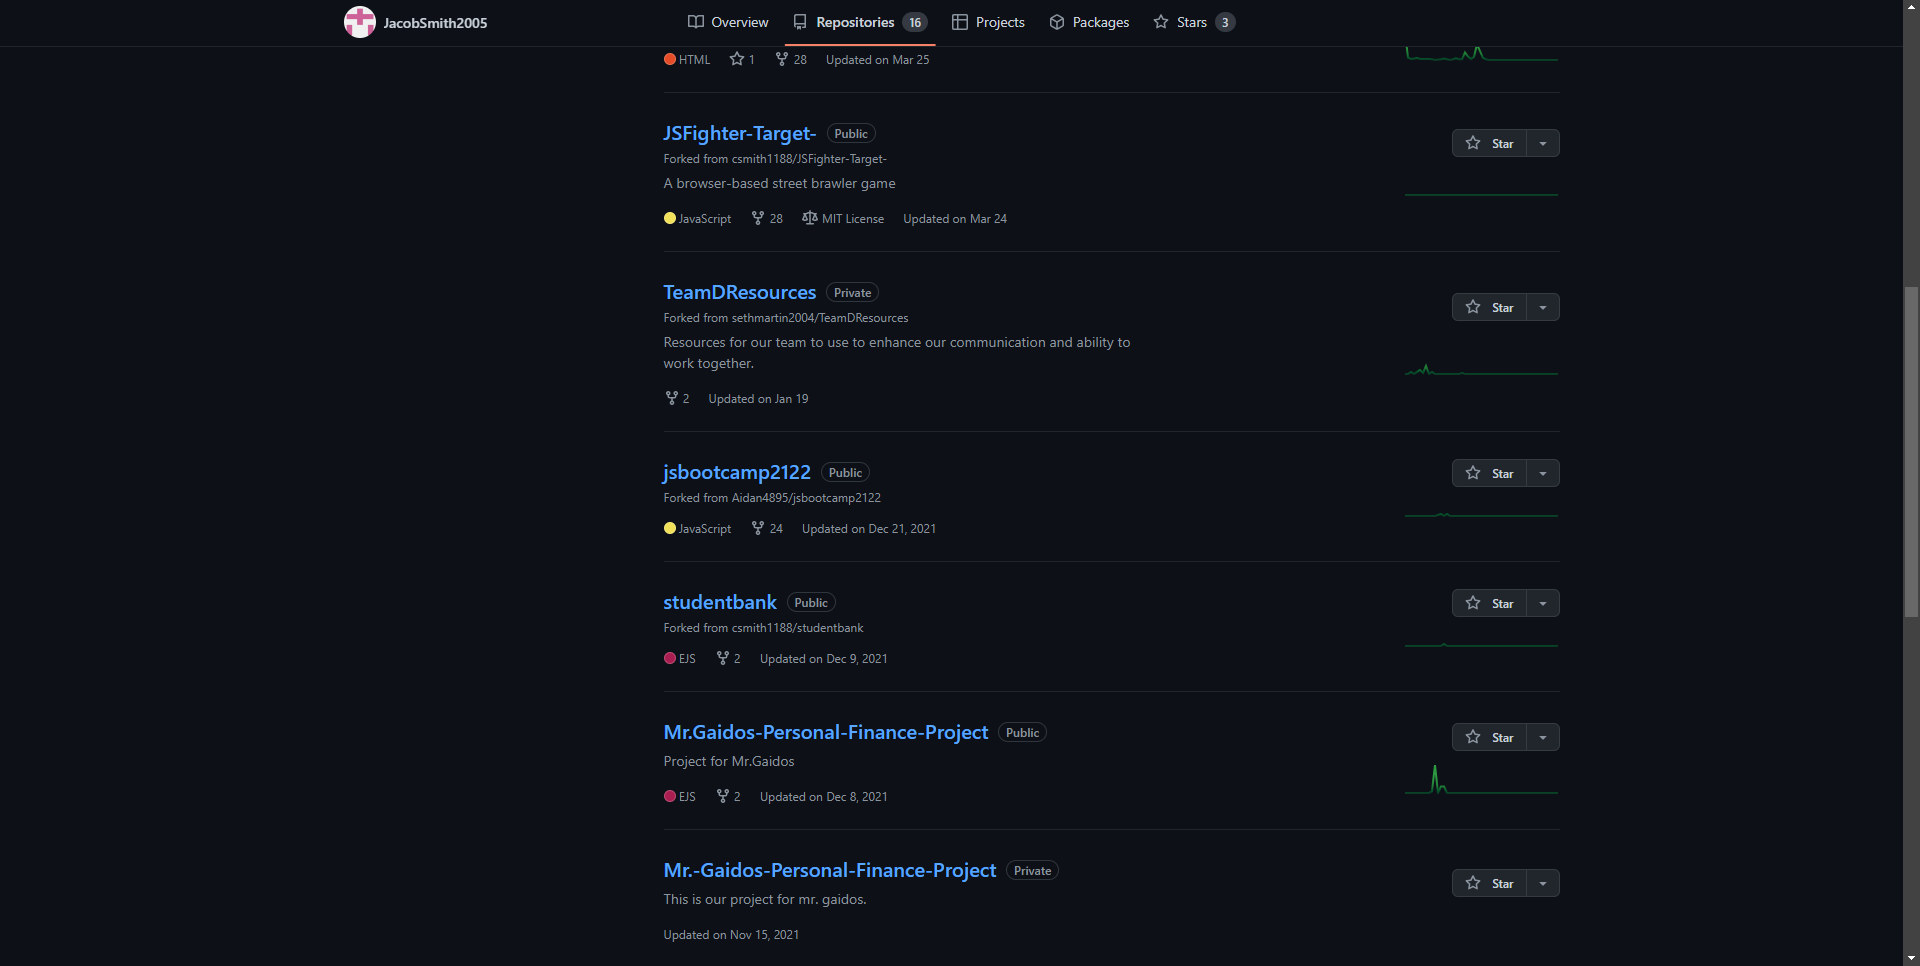 JacobSmith2005
Overview
Repositories 16
Projects
Packages
Stars 3
HTML 1 28 Updated on Mar 25
JSFighter-Target- Public
Star
Forked from csmith1188/JSFighter-Target-
A browser-based street brawler game
JavaScript 28 MIT License Updated on Mar 24
TeamDResources Private
Star
Forked from sethmartin2004/TeamDResources
Resources for our team to use to enhance our communication and ability to
work together.
2 Updated on Jan 19
jsbootcamp2122 Public
Star
Forked from Aidan4895/jsbootcamp2122
JavaScript 24 Updated on Dec 21, 2021
studentbank Public
Star
Forked from csmith1188/studentbank
EJS 2 Updated on Dec 9, 2021
Mr.Gaidos-Personal-Finance-Project Public
Star
Project for Mr.Gaidos
EJS 2 Updated on Dec 8, 2021
Mr.-Gaidos-Personal-Finance-Project Private
Star
This is our project for mr. gaidos.
Updated on Nov 15, 2021